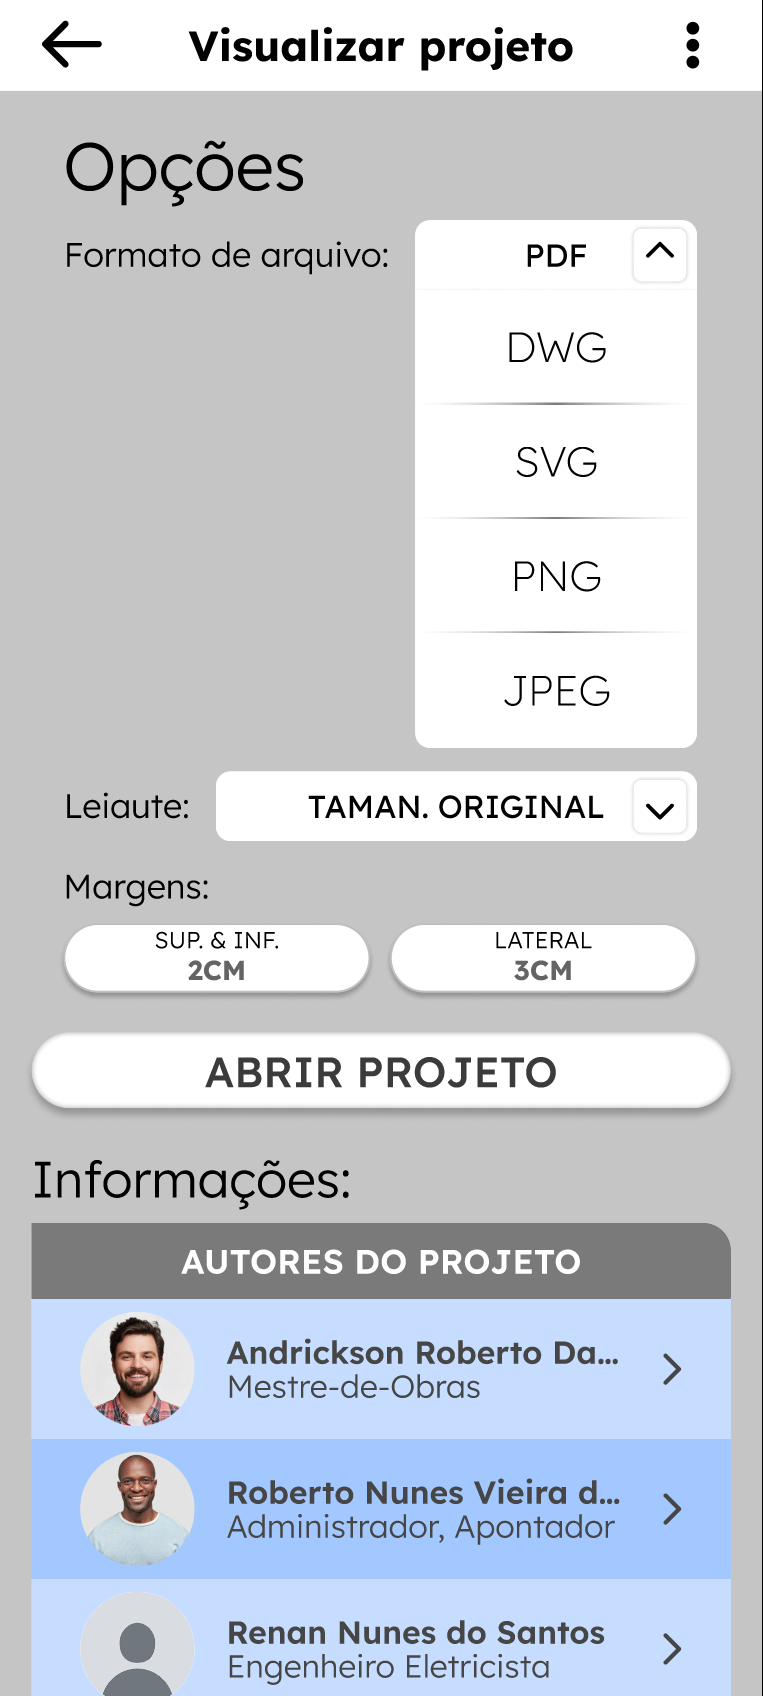 Visualizar projeto
Opções
Formato de arquivo:
PDF
DWG
SVG
PNG
JPEG
Leiaute:
TAMAN. ORIGINAL
Margens:
SUP. & INF.
2CM
LATERAL
3CM
ABRIR PROJETO
Informações:
AUTORES DO PROJETO
Andrickson Roberto Da...
Mestre-de-Obras
Roberto Nunes Vieira d...
Administrador, Apontador
Renan Nunes do Santos
Engenheiro Eletricista